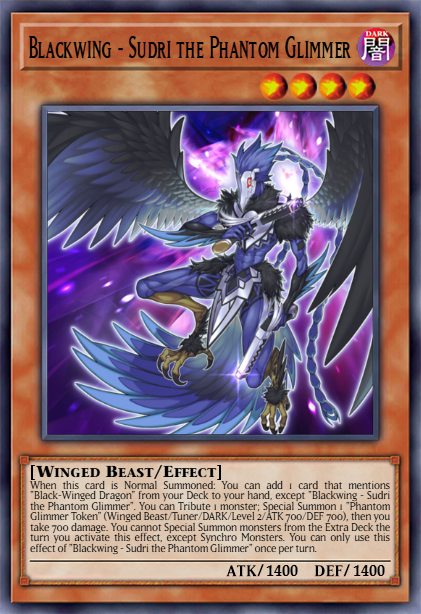 Blackwing - Sudri the Phantom Glimmer
DARK
闇
[Winged Beast/Effect]
When this card is Normal Summoned: You can add 1 card that mentions
"Black-Winged Dragon" from your Deck to your hand, except "Blackwing - Sudri
the Phantom Glimmer". You can Tribute 1 monster; Special Summon 1 "Phantom
Glimmer Token" (Winged Beast/Tuner/DARK/Level 2/ATK 700/DEF 700), then you
take 700 damage. You cannot Special Summon monsters from the Extra Deck the
turn you activate this effect, except Synchro Monsters. You can only use this
effect of "Blackwing - Sudri the Phantom Glimmer" once per turn.
ATK/1400 DEF/1400